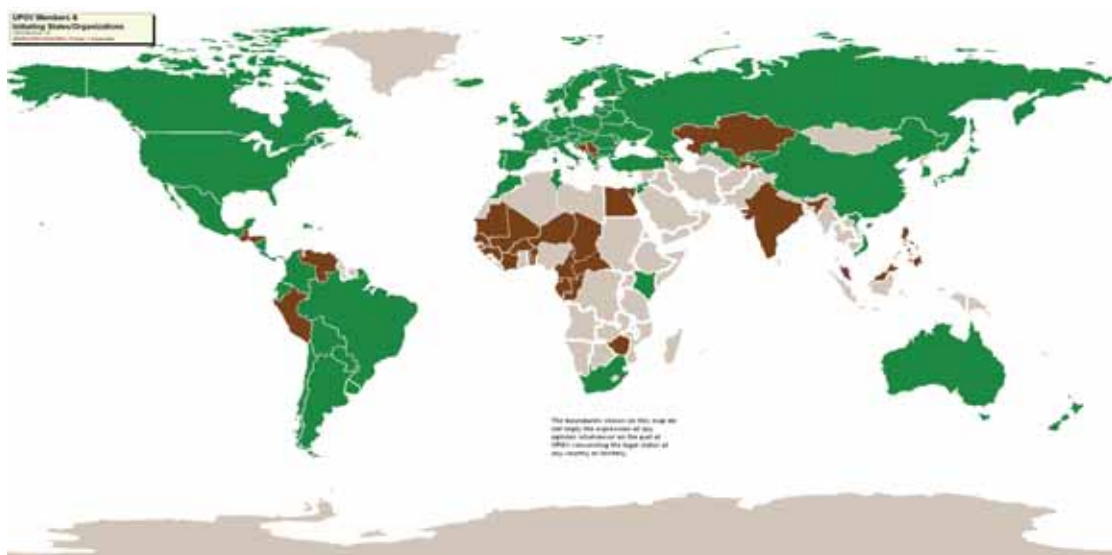 UPOV Members &
Initiating States/Organizations
The boundaries shown on this map do
not imply the expression of any
opinion whatsoever on the part of
UPOV concerning the legal status of
any country or territory.